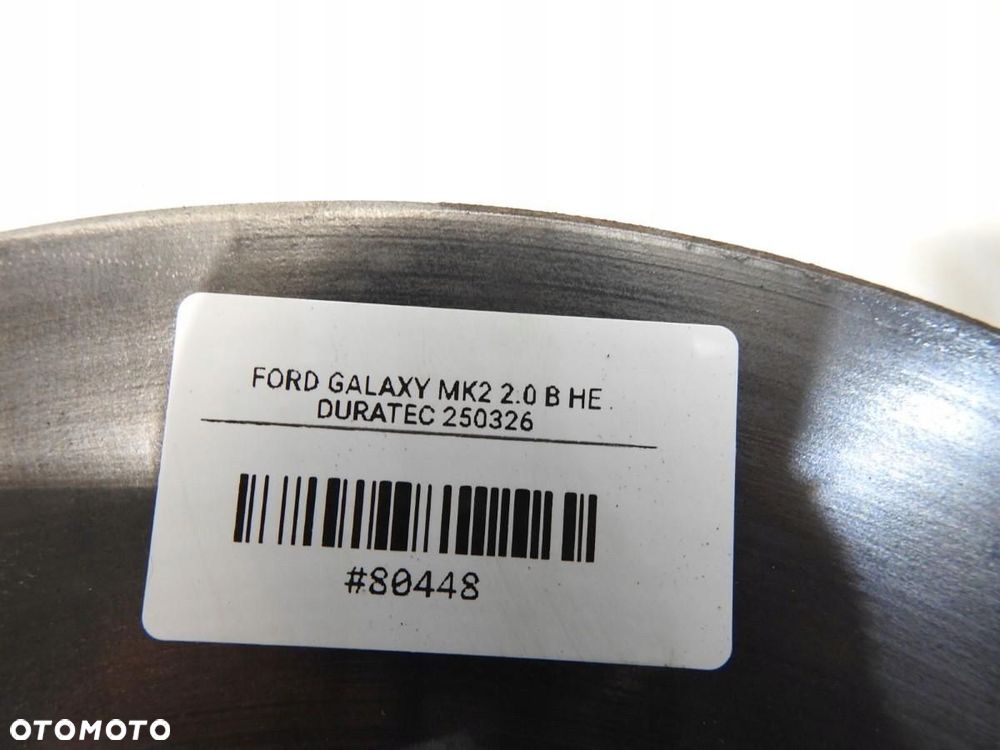 FORD GALAXY MK2 2.0 B HE
DURATEC 250326
#80448
OTOMOTO